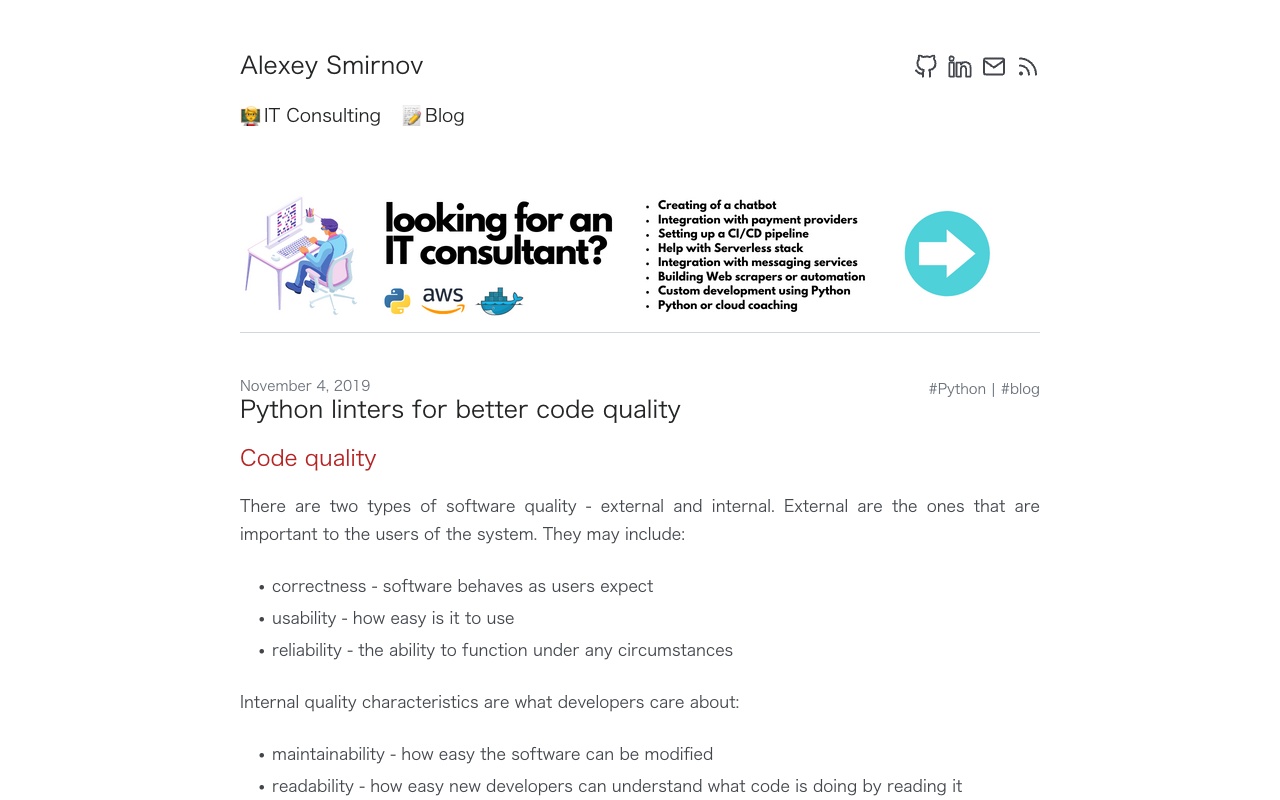 Alexey Smirnov
IT Consulting Blog
looking for an
IT consultant?
aws
• Creating of a chatbot
• Integration with payment providers
• Setting up a CI/CD pipeline
• Help with Serverless stack
• Integration with messaging services
• Building Web scrapers or automation
• Custom development using Python
• Python or cloud coaching
November 4, 2019
#Python | #blog
Python linters for better code quality
Code quality
There are two types of software quality - external and internal. External are the ones that are
important to the users of the system. They may include:
• correctness - software behaves as users expect
• usability - how easy is it to use
• reliability - the ability to function under any circumstances
Internal quality characteristics are what developers care about:
• maintainability - how easy the software can be modified
• readability - how easy new developers can understand what code is doing by reading it